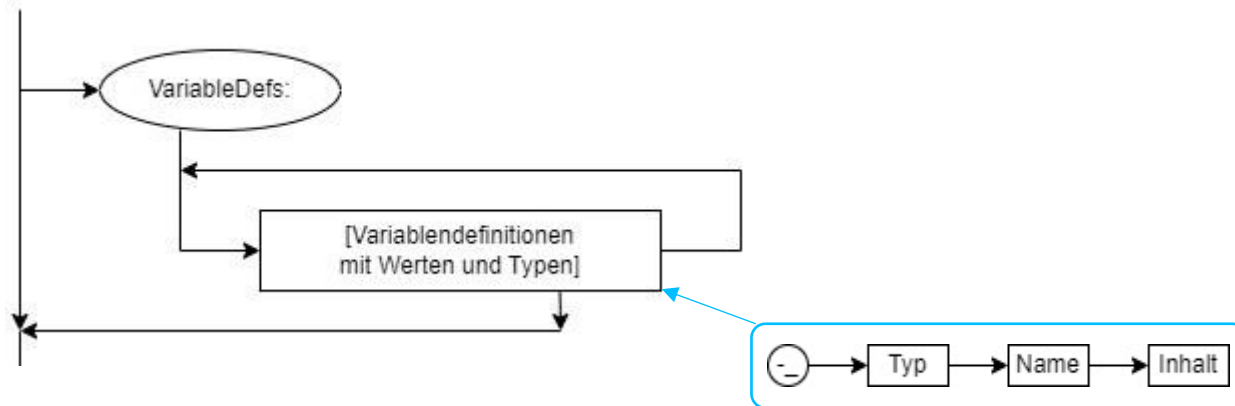 VariableDefs:
[Variablendefinitionen
mit Werten und Typen]
-_ Typ Name Inhalt